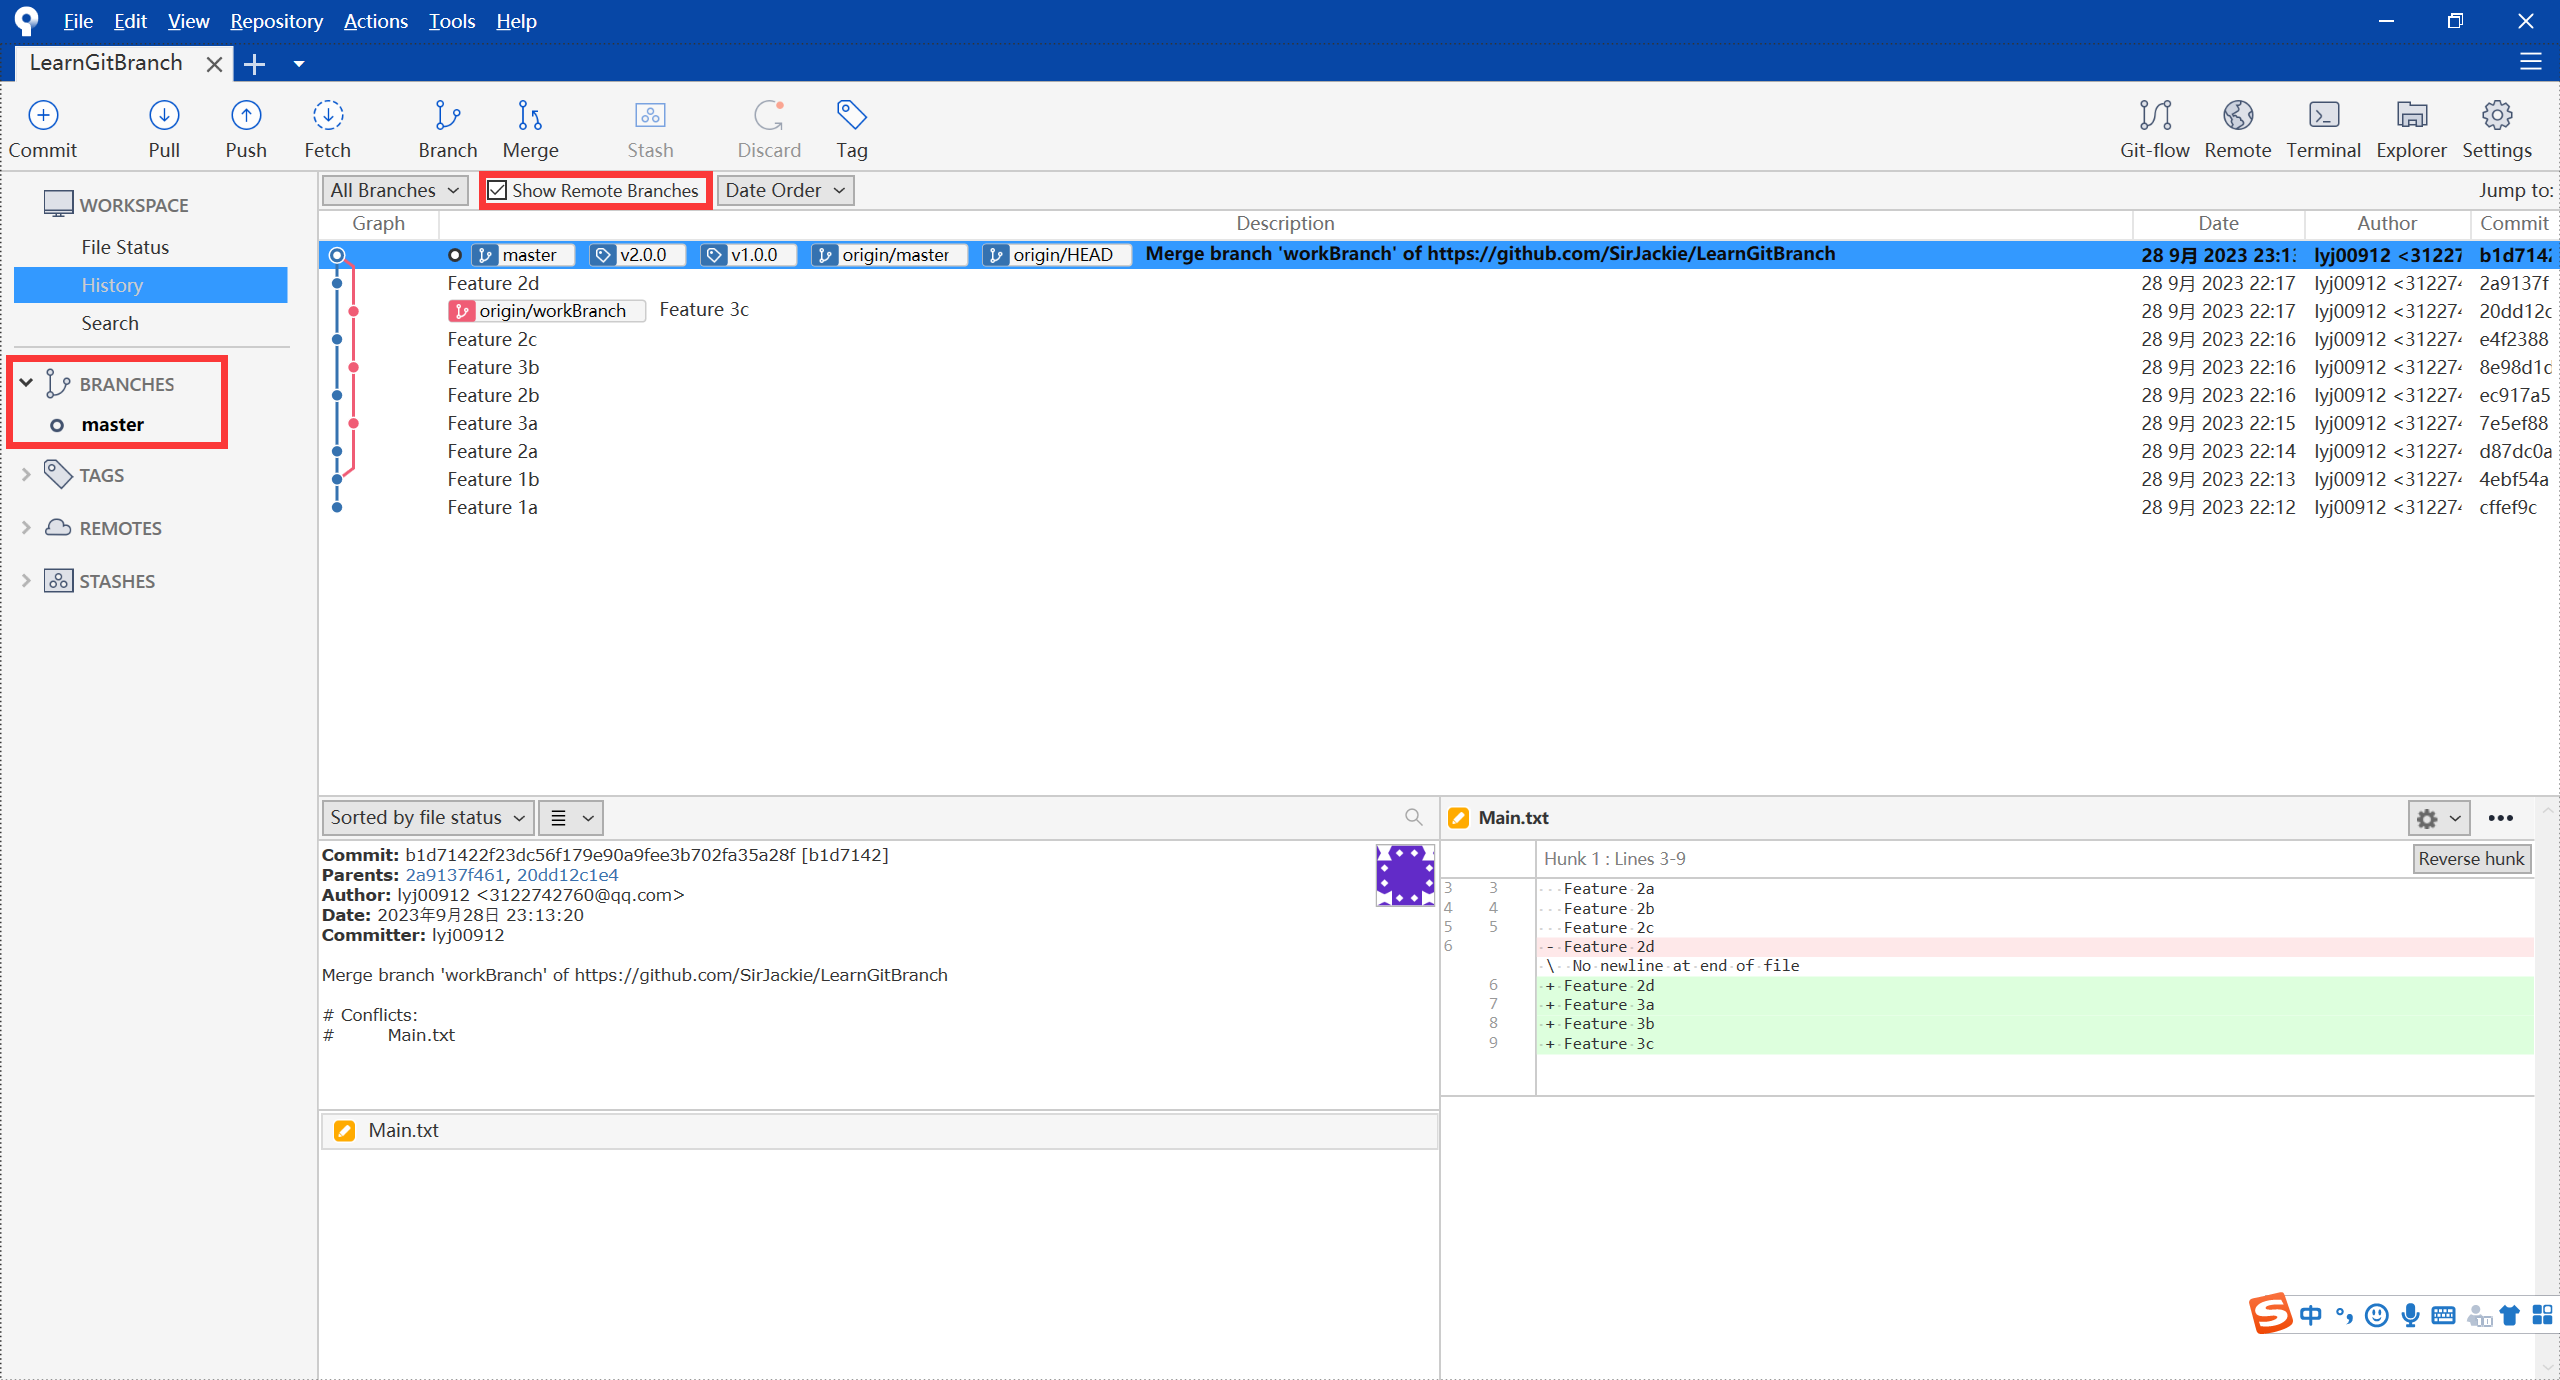 File Edit View Repository Actions Tools Help
LearnGitBranch
Commit Pull Push Fetch Branch Merge Stash Discard Tag Git-flow Remote Terminal Explorer Settings
WORKSPACE
File Status
History
Search
BRANCHES
master
TAGS
REMOTES
STASHES
All Branches Show Remote Branches Date Order Jump to:
Graph Description Date Author Commit
master v2.0.0 v1.0.0 origin/master origin/HEAD Merge branch 'workBranch' of https://github.com/SirJackie/LearnGitBranch 28 9月 2023 23:1 lyj00912 <31227 b1d714
Feature 2d 28 9月 2023 22:17 lyj00912 <31227 2a9137f
origin/workBranch Feature 3c 28 9月 2023 22:17 lyj00912 <31227 20dd12c
Feature 2c 28 9月 2023 22:16 lyj00912 <31227 e4f2388
Feature 3b 28 9月 2023 22:16 lyj00912 <31227 8e98d1c
Feature 2b 28 9月 2023 22:16 lyj00912 <31227 ec917a5
Feature 3a 28 9月 2023 22:15 lyj00912 <31227 7e5ef88
Feature 2a 28 9月 2023 22:14 lyj00912 <31227 d87dc0a
Feature 1b 28 9月 2023 22:13 lyj00912 <31227 4ebf54a
Feature 1a 28 9月 2023 22:12 lyj00912 <31227 cffef9c
Sorted by file status
Commit: b1d71422f23dc56f179e90a9fee3b702fa35a28f [b1d7142]
Parents: 2a9137f461, 20dd12c1e4
Author: lyj00912 <3122742760@qq.com>
Date: 2023年9月28日 23:13:20
Committer: lyj00912
Merge branch 'workBranch' of https://github.com/SirJackie/LearnGitBranch
# Conflicts:
# Main.txt
Main.txt
Main.txt
Hunk 1 : Lines 3-9 Reverse hunk
3 3 Feature 2a
4 4 Feature 2b
5 5 Feature 2c
6 - Feature 2d
\ No newline at end of file
6 + Feature 2d
7 + Feature 3a
8 + Feature 3b
9 + Feature 3c
中